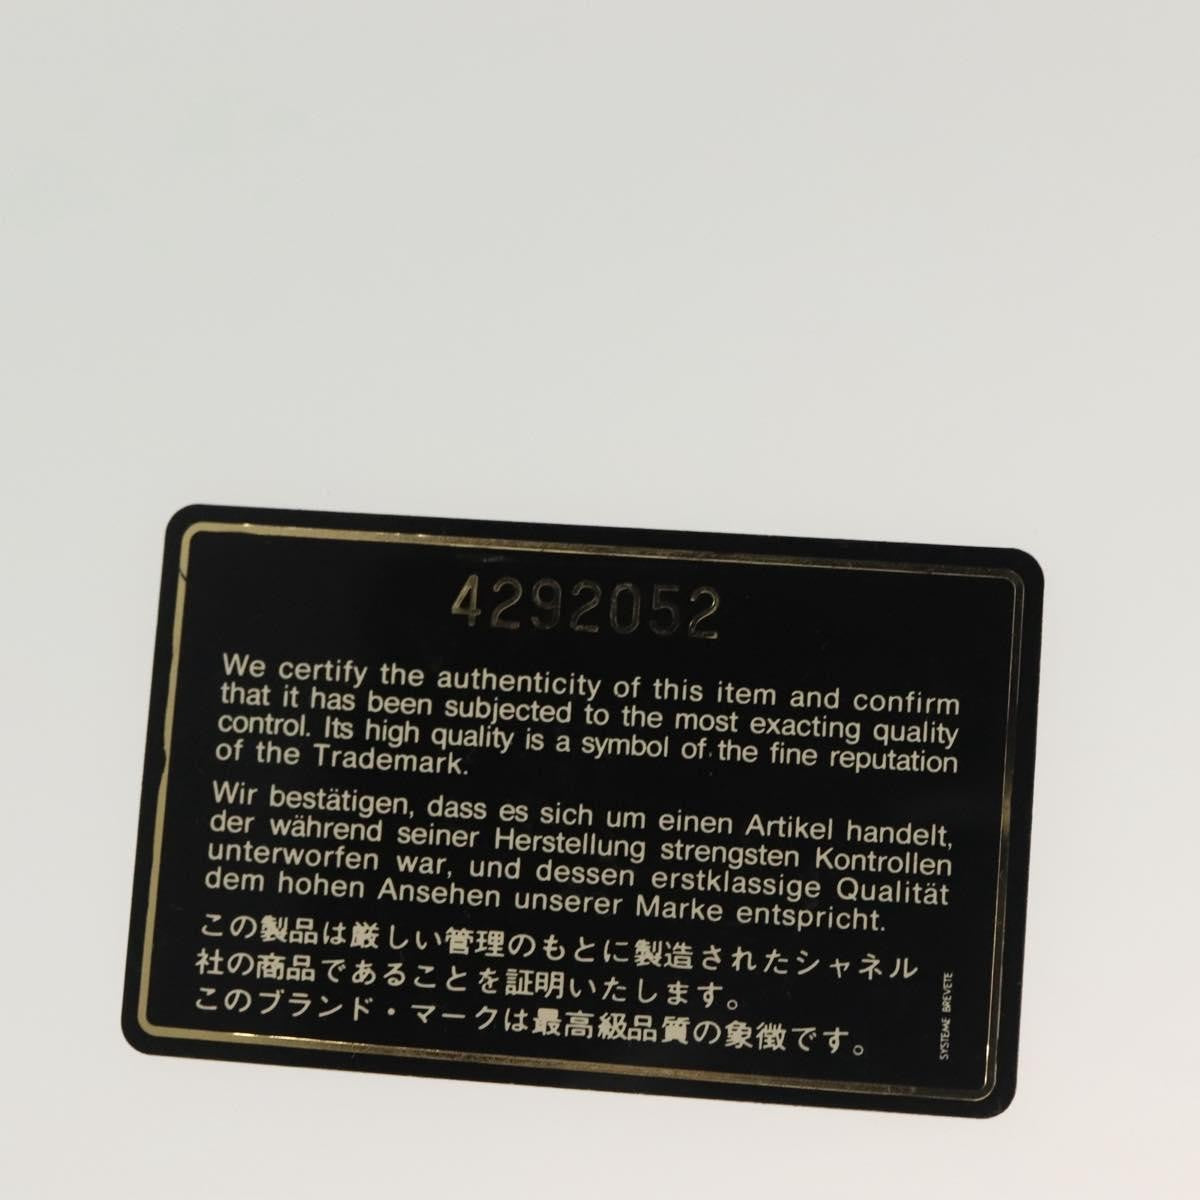 4292052
We certify the authenticity of this item and confirm
that it has been subjected to the most exacting quality
control. Its high quality is a symbol of the fine reputation
of the Trademark.
Wir bestätigen, dass es sich um einen Artikel handelt,
der während seiner Herstellung strengsten Kontrollen
unterworfen war, und dessen erstklassige Qualität
dem hohen Ansehen unserer Marke entspricht.
この製品は厳しい管理のもとに製造されたシャネル
社の商品であることを証明いたします。
このブランド・マークは最高級品質の象徴です。
SYSTEME BREVETE